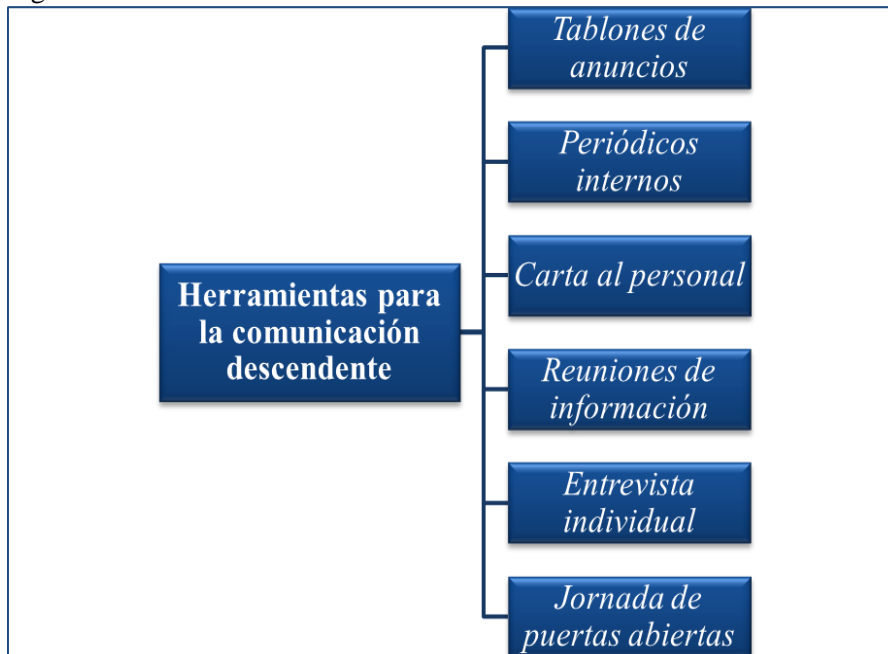 Tablones de
anuncios
Periódicos
internos
Carta al personal
Herramientas para
la comunicación
descendente
Reuniones de
información
Entrevista
individual
Jornada de
puertas abiertas